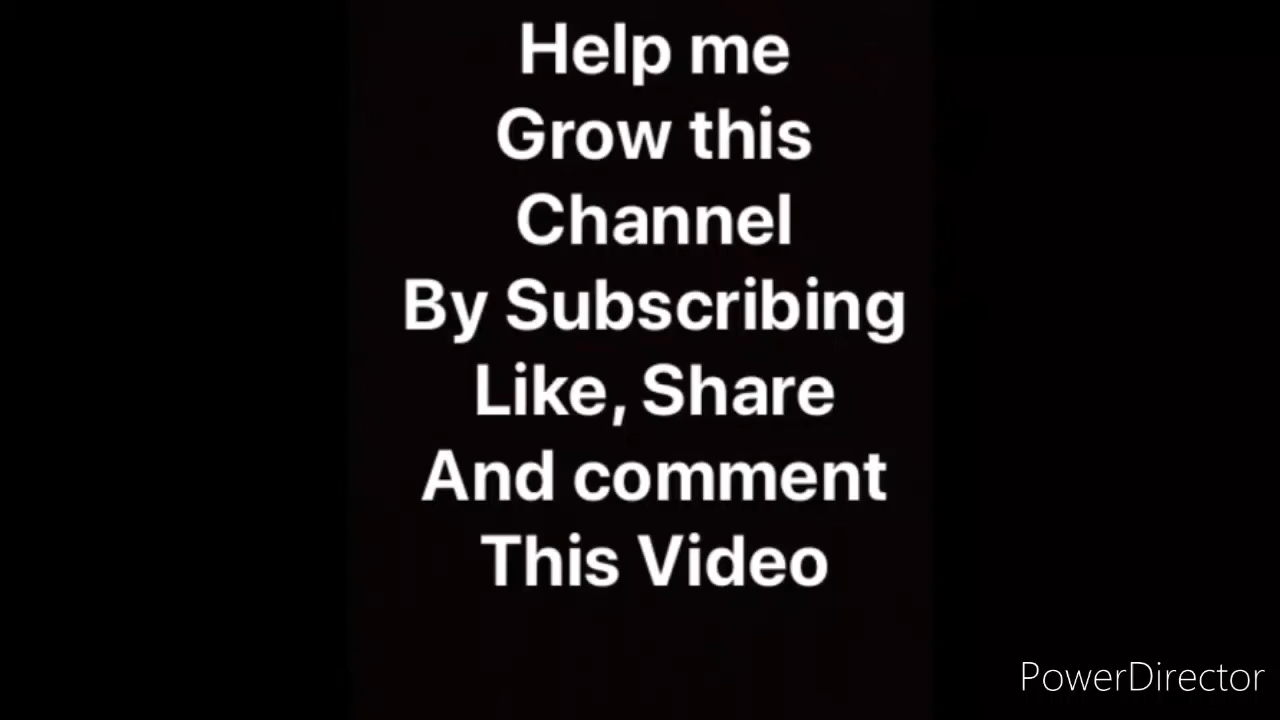 Help me
Grow this
Channel
By Subscribing
Like, Share
And comment
This Video
PowerDirector